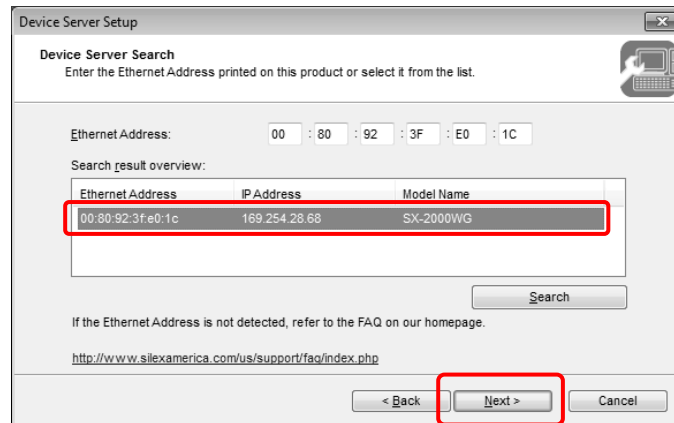 Device Server Setup
Device Server Search
Enter the Ethernet Address printed on this product or select it from the list.
Ethernet Address: 00 : 80 : 92 : 3F : E0 : 1C
Search result overview:
Ethernet Address IP Address Model Name
00:80:92:3f:e0:1c 169.254.28.68 SX-2000WG
Search
If the Ethernet Address is not detected, refer to the FAQ on our homepage.
http://www.silexamerica.com/us/support/faq/index.php
< Back Next > Cancel